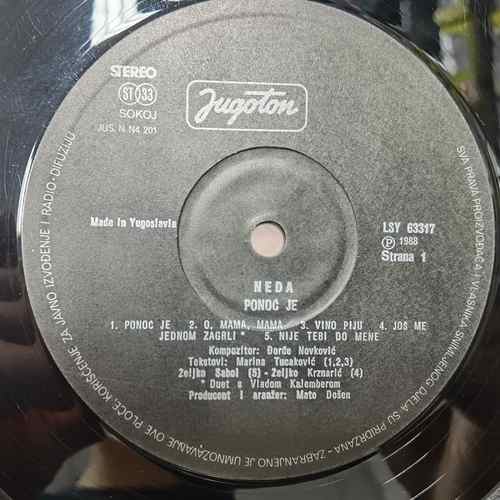 STEREO
ST 33
SOKOJ
JUS. N. N4 201
Jugoton
Made in Yugoslavia
LSY 63317
Ⓟ 1988
Strana 1
NEDA
PONOĆ JE
1. PONOĆ JE 2. O, MAMA, MAMA 3. VINO PIJU 4. JOŠ ME
JEDNOM ZAGRLI * 5. NIJE TEBI DO MENE
Kompozitor: Đorđe Novković
Tekstovi: Marina Tucaković (1,2,3)
Željko Sabol (5) - Željko Krznarić (4)
* Duet s Vladom Kalemberom
Producent i aranžer: Mato Došen
SVA PRAVA PROIZVOĐAČA I VLASNIKA SNIMLJENOG DJELA SU PRIDRŽANA - ZABRANJENO JE UMNOŽAVANJE OVE PLOČE, KORIŠĆENJE ZA JAVNO IZVOĐENJE I RADIO-DIFUZIJU